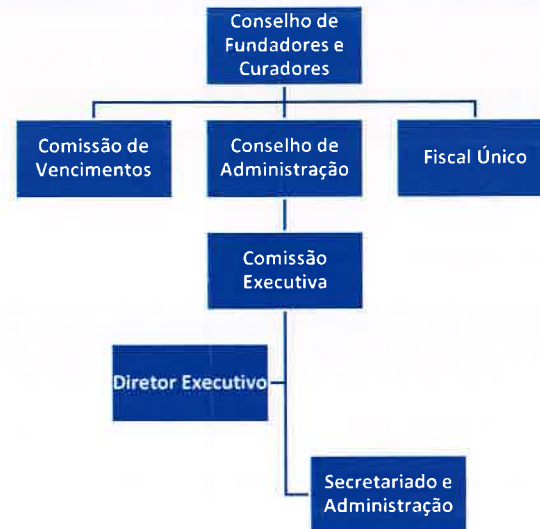 Conselho de
Fundadores e
Curadores
Comissão de
Vencimentos
Conselho de
Administração
Fiscal Único
Comissão
Executiva
Diretor Executivo
Secretariado e
Administração